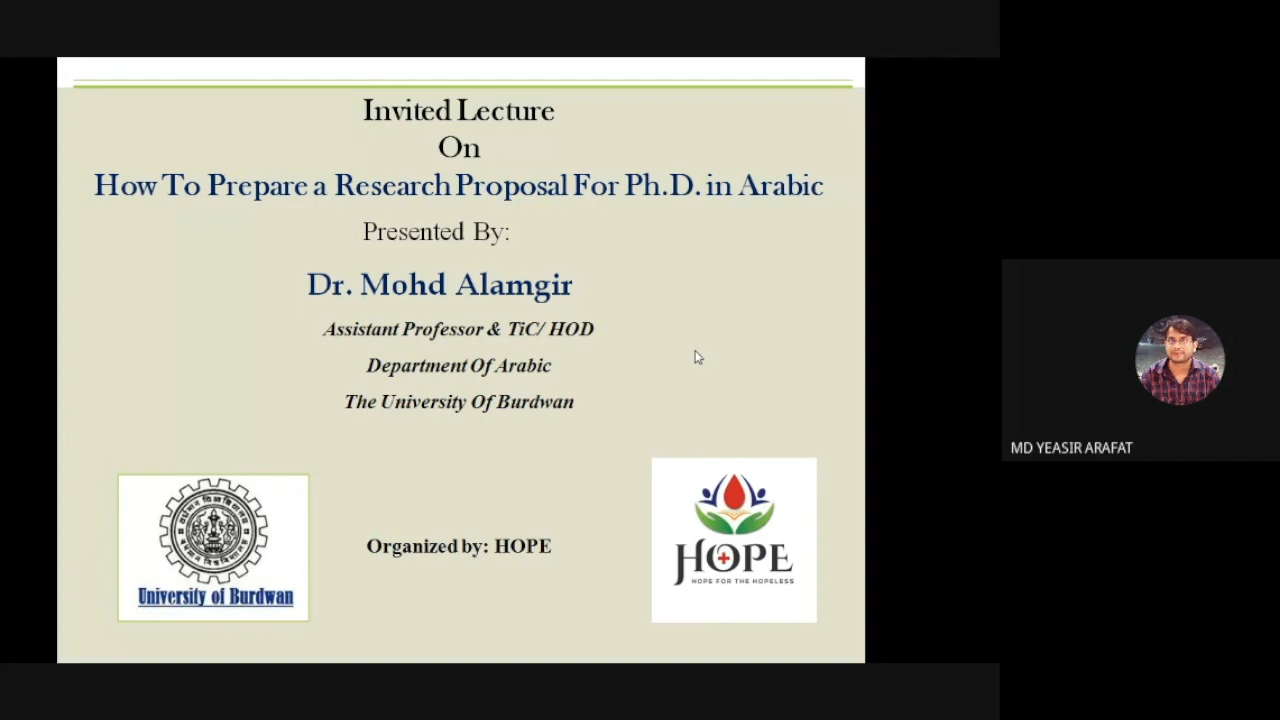 Invited Lecture
On
How To Prepare a Research Proposal For Ph.D. in Arabic
Presented By:
Dr. Mohd Alamgir
Assistant Professor & TiC/ HOD
Department Of Arabic
The University Of Burdwan
University of Burdwan
Organized by: HOPE
HOPE
HOPE FOR THE HOPELESS
MD YEASIR ARAFAT